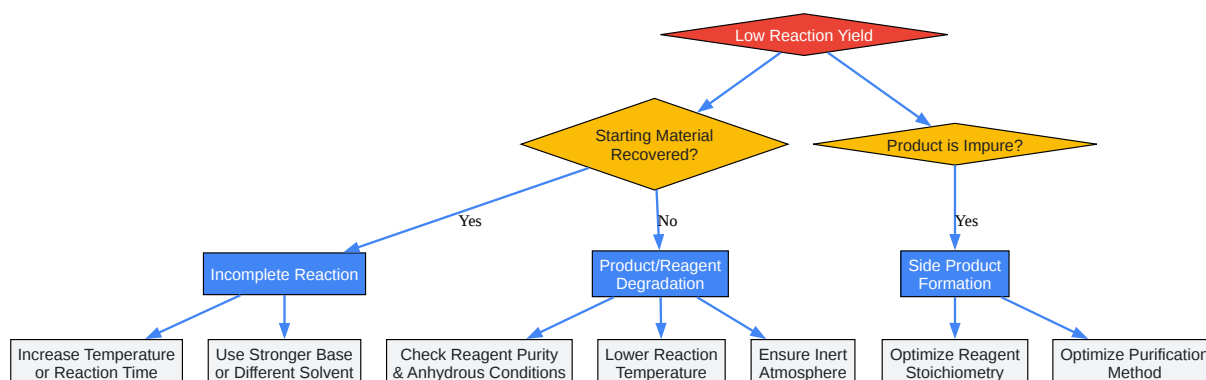 Low Reaction Yield
Starting Material
Recovered?
Product is Impure?
Yes
No
Yes
Incomplete Reaction
Product/Reagent
Degradation
Side Product
Formation
Increase Temperature
or Reaction Time
Use Stronger Base
or Different Solvent
Check Reagent Purity
& Anhydrous Conditions
Lower Reaction
Temperature
Ensure Inert
Atmosphere
Optimize Reagent
Stoichiometry
Optimize Purification
Method